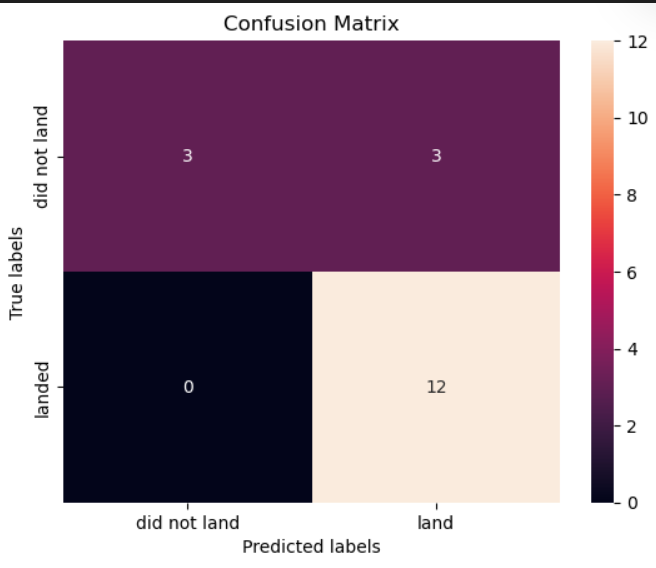 Confusion Matrix
True labels
did not land
3
3
landed
0
12
did not land
land
Predicted labels
12
10
8
6
4
2
0